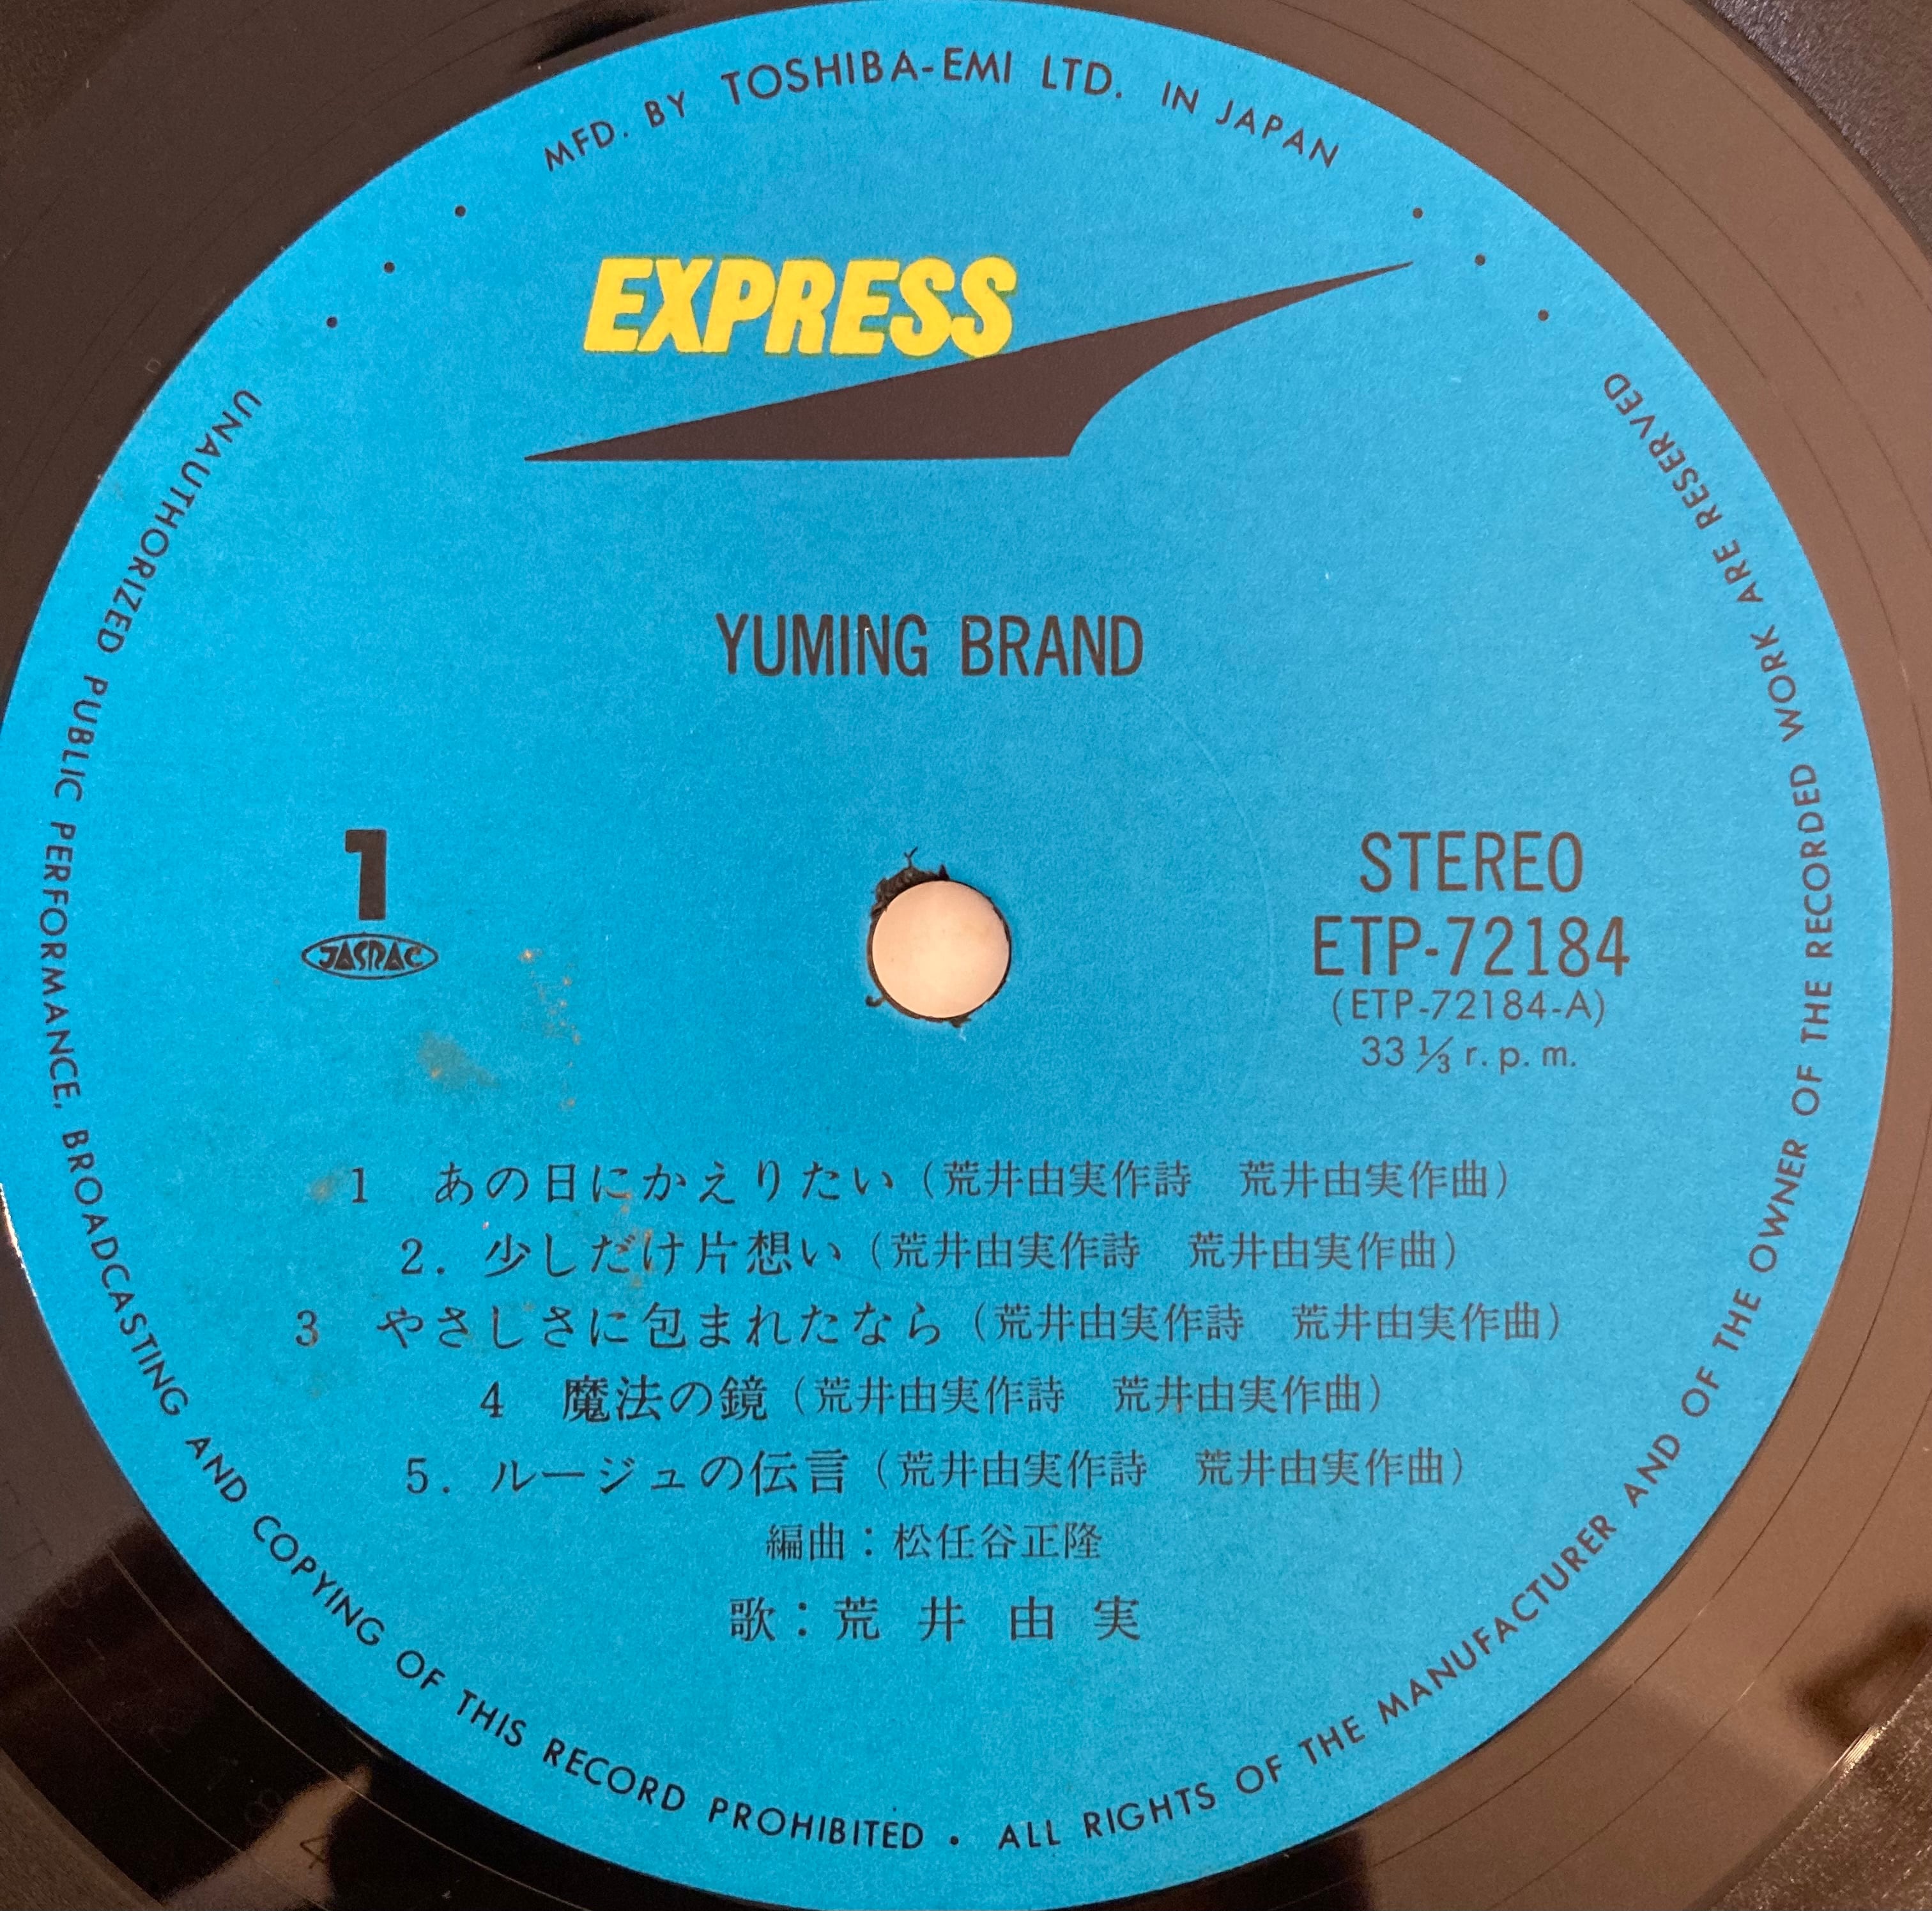 MFD. BY TOSHIBA-EMI LTD. IN JAPAN
EXPRESS
YUMING BRAND
1
JASRAC
STEREO
ETP-72184
(ETP-72184-A)
33 1/3 r. p. m.
1 あの日にかえりたい(荒井由実作詩 荒井由実作曲)
2. 少しだけ片想い(荒井由実作詩 荒井由実作曲)
3 やさしさに包まれたなら(荒井由実作詩 荒井由実作曲)
4 魔法の鏡(荒井由実作詩 荒井由実作曲)
5. ルージュの伝言(荒井由実作詩 荒井由実作曲)
編曲:松任谷正隆
歌:荒井由実
UNAUTHORIZED PUBLIC PERFORMANCE, BROADCASTING AND COPYING OF THIS RECORD PROHIBITED • ALL RIGHTS OF THE MANUFACTURER AND OF THE OWNER OF THE RECORDED WORK ARE RESERVED